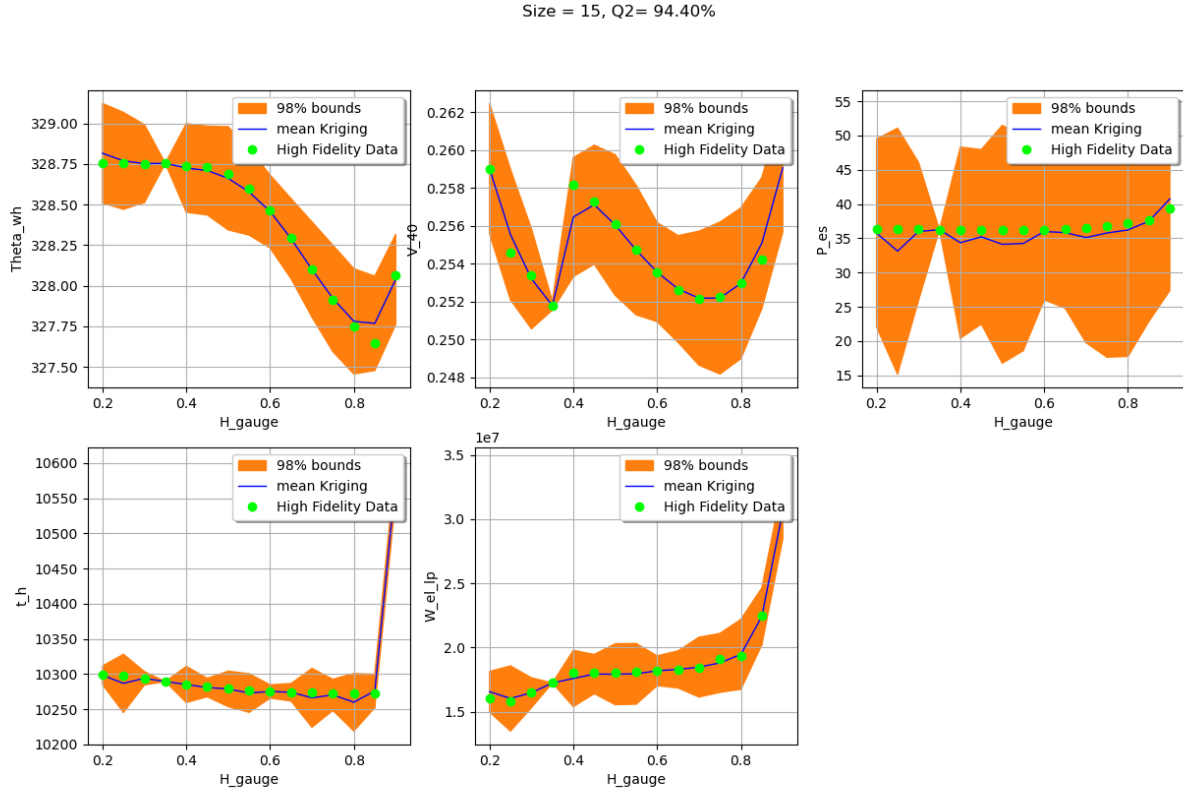 Size = 15, Q2= 94.40%
Theta_wh
329.00
328.75
328.50
328.25
328.00
327.75
327.50
98% bounds
mean Kriging
High Fidelity Data
0.2 0.4 0.6 0.8
H_gauge
V_40
0.262
0.260
0.258
0.256
0.254
0.252
0.250
0.248
98% bounds
mean Kriging
High Fidelity Data
0.2 0.4 0.6 0.8
H_gauge
P_es
55
50
45
40
35
30
25
20
15
98% bounds
mean Kriging
High Fidelity Data
0.2 0.4 0.6 0.8
H_gauge
t_h
10600
10550
10500
10450
10400
10350
10300
10250
10200
98% bounds
mean Kriging
High Fidelity Data
0.2 0.4 0.6 0.8
H_gauge
1e7
W_el_lp
3.5
3.0
2.5
2.0
1.5
98% bounds
mean Kriging
High Fidelity Data
0.2 0.4 0.6 0.8
H_gauge